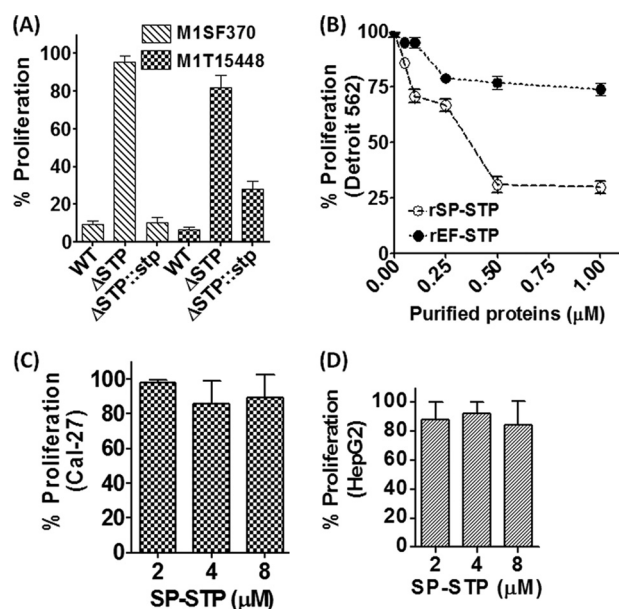 (A)
M1SF370
M1T15448
% Proliferation
100
80
60
40
20
0
WT
ΔSTP
ΔSTP::stp
WT
ΔSTP
ΔSTP::stp
(B)
% Proliferation
(Detroit 562)
100
75
50
25
rSP-STP
rEF-STP
0.00
0.25
0.50
0.75
1.00
Purified proteins (μM)
(C)
% Proliferation
(Cal-27)
100
80
60
40
20
0
2 4 8
SP-STP (μM)
(D)
% Proliferation
(HepG2)
100
80
60
40
20
0
2 4 8
SP-STP (μM)